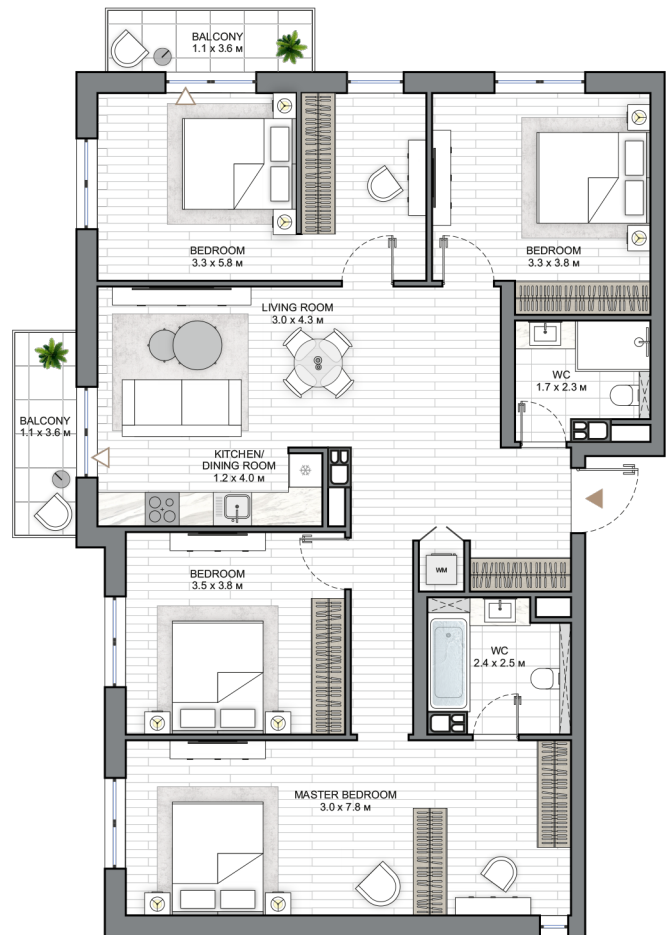 BALCONY
1.1 x 3.6 м
BEDROOM
3.3 x 5.8 м
BEDROOM
3.3 x 3.8 м
LIVING ROOM
3.0 x 4.3 м
WC
1.7 x 2.3 м
BALCONY
1.1 x 3.6 м
KITCHEN/
DINING ROOM
1.2 x 4.0 м
BEDROOM
3.5 x 3.8 м
WM
WC
2.4 x 2.5 м
MASTER BEDROOM
3.0 x 7.8 м